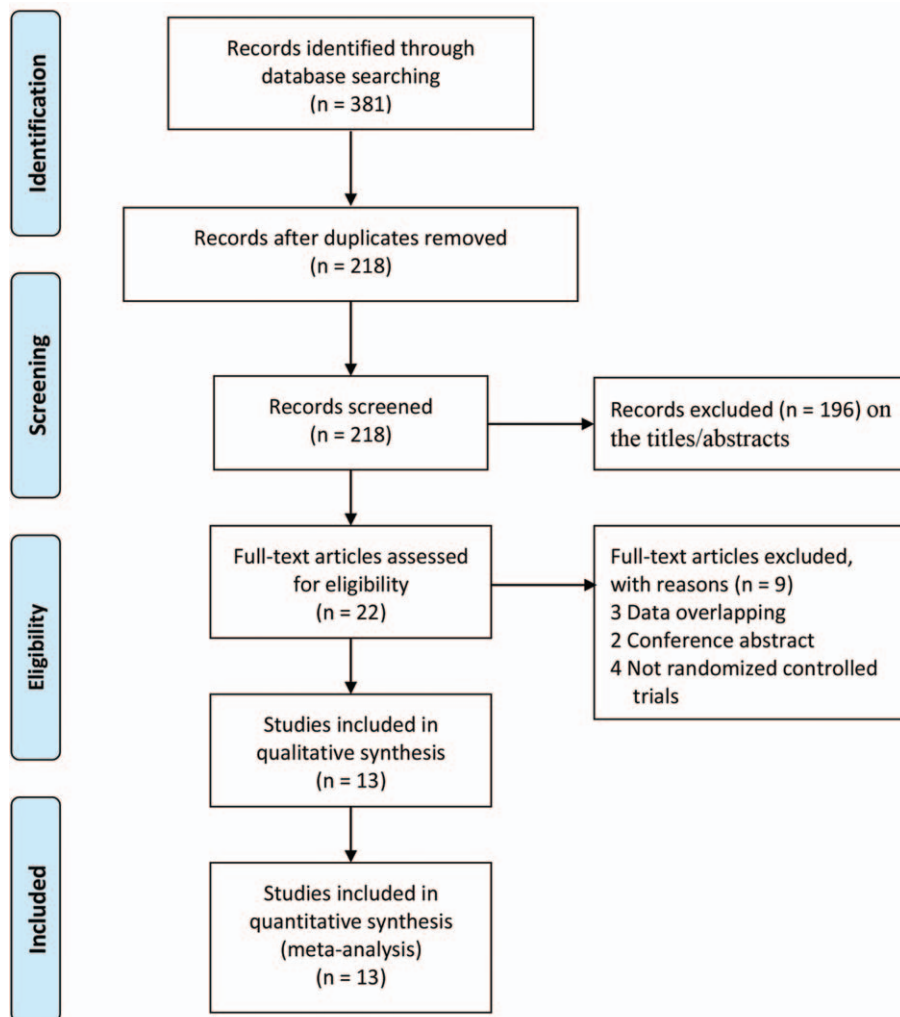 Identification
Records identified through
database searching
(n = 381)
Records after duplicates removed
(n = 218)
Screening
Records screened
(n = 218)
Records excluded (n = 196) on
the titles/abstracts
Eligibility
Full-text articles assessed
for eligibility
(n = 22)
Full-text articles excluded,
with reasons (n = 9)
3 Data overlapping
2 Conference abstract
4 Not randomized controlled
trials
Studies included in
qualitative synthesis
(n = 13)
Included
Studies included in
quantitative synthesis
(meta-analysis)
(n = 13)